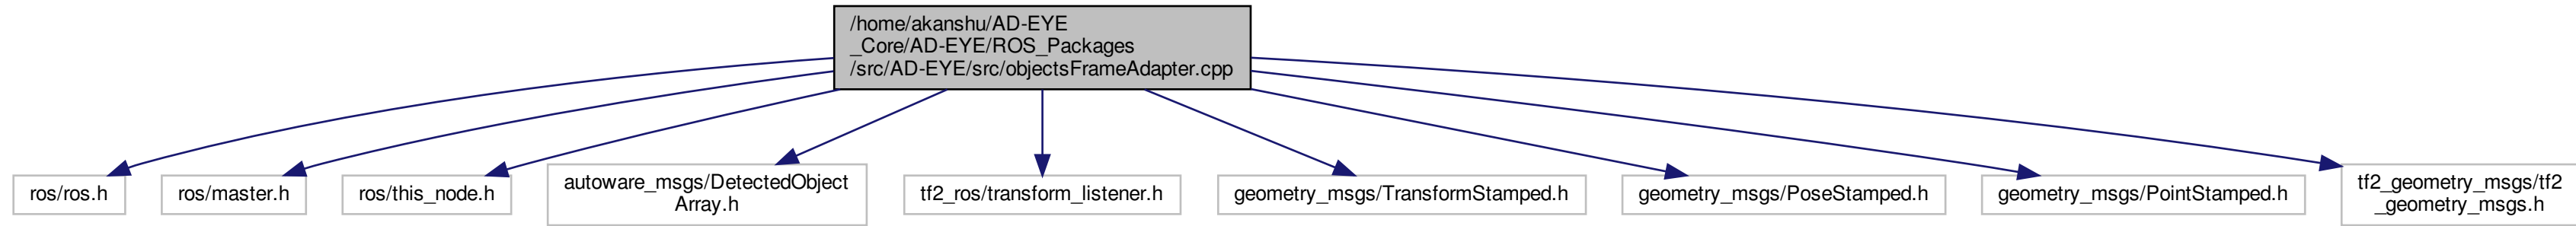 /home/akanshu/AD-EYE
_Core/AD-EYE/ROS_Packages
/src/AD-EYE/src/objectsFrameAdapter.cpp
ros/ros.h
ros/master.h
ros/this_node.h
autoware_msgs/DetectedObject
Array.h
tf2_ros/transform_listener.h
geometry_msgs/TransformStamped.h
geometry_msgs/PoseStamped.h
geometry_msgs/PointStamped.h
tf2_geometry_msgs/tf2
_geometry_msgs.h